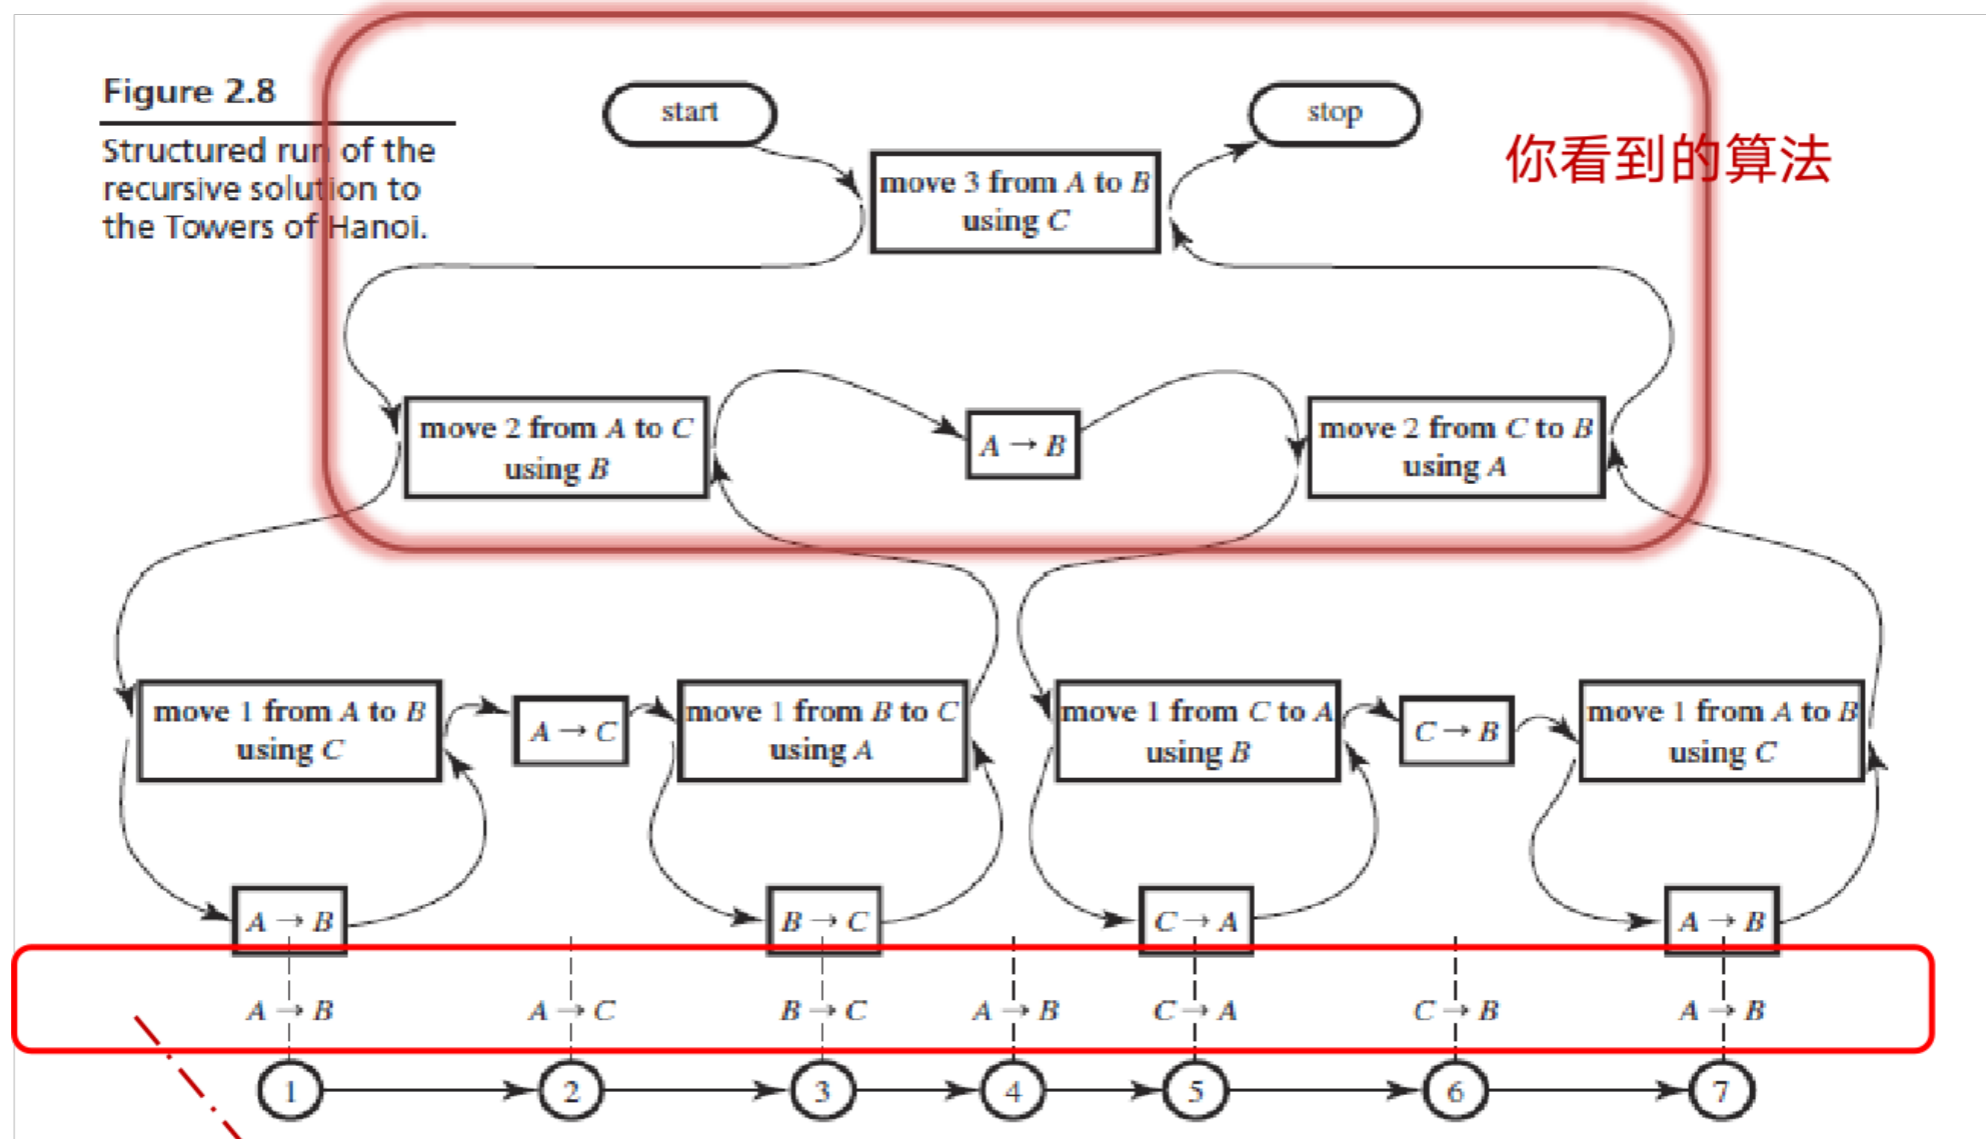 Figure 2.8
Structured run of the
recursive solution to
the Towers of Hanoi.
start
stop
你看到的算法
move 3 from A to B
using C
move 2 from A to C
using B
A → B
move 2 from C to B
using A
move 1 from A to B
using C
A → C
move 1 from B to C
using A
move 1 from C to A
using B
C → B
move 1 from A to B
using C
A → B
B → C
C → A
A → B
A → B
A → C
B → C
A → B
C → A
C → B
A → B
1
2
3
4
5
6
7